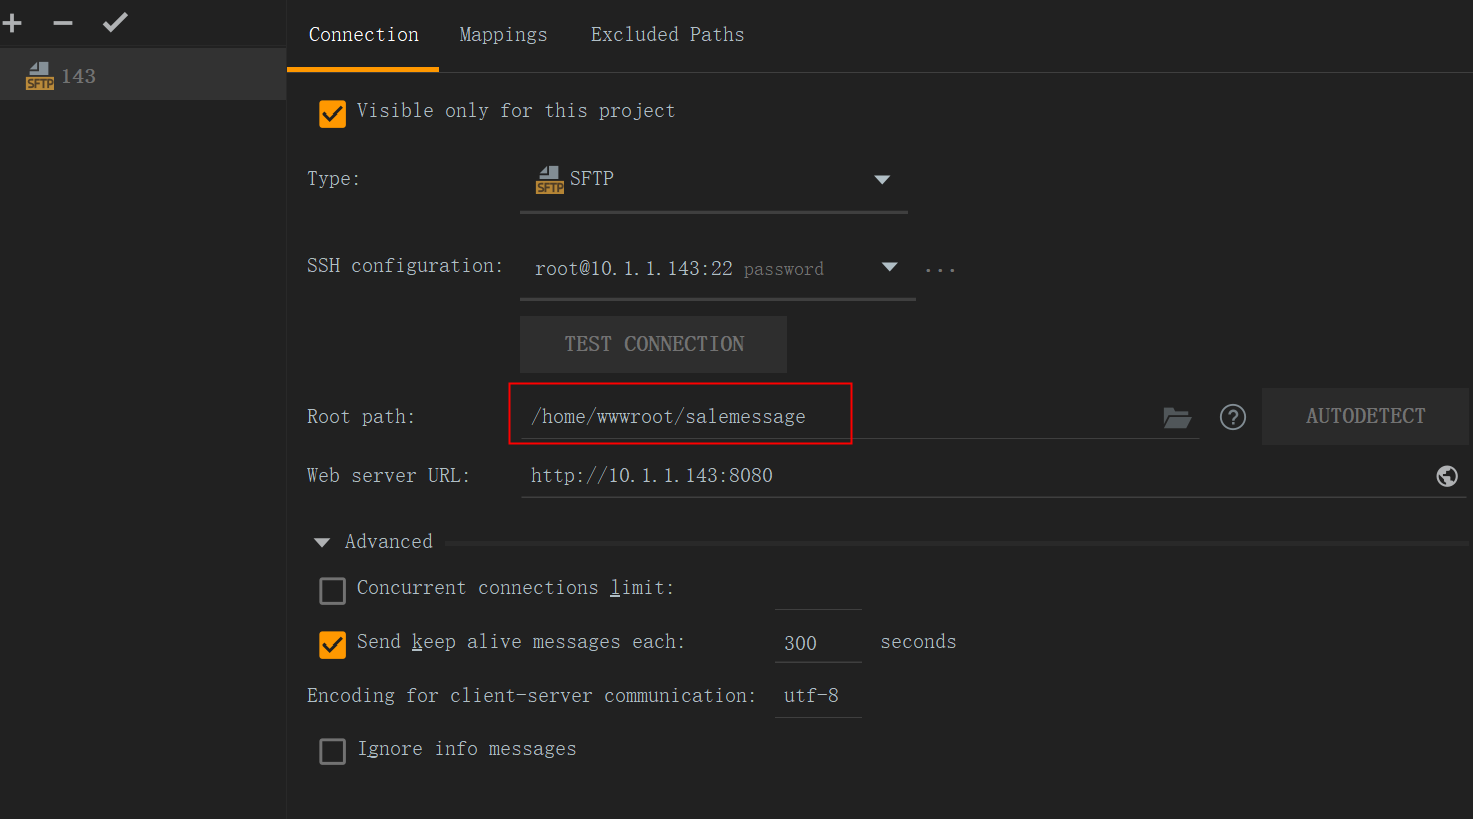 Connection Mappings Excluded Paths
SFTP 143
Visible only for this project
Type: SFTP SFTP
SSH configuration: root@10.1.1.143:22 password ...
TEST CONNECTION
Root path: /home/wwwroot/salemessage ? AUTODETECT
Web server URL: http://10.1.1.143:8080
Advanced
Concurrent connections limit:
Send keep alive messages each: 300 seconds
Encoding for client-server communication: utf-8
Ignore info messages